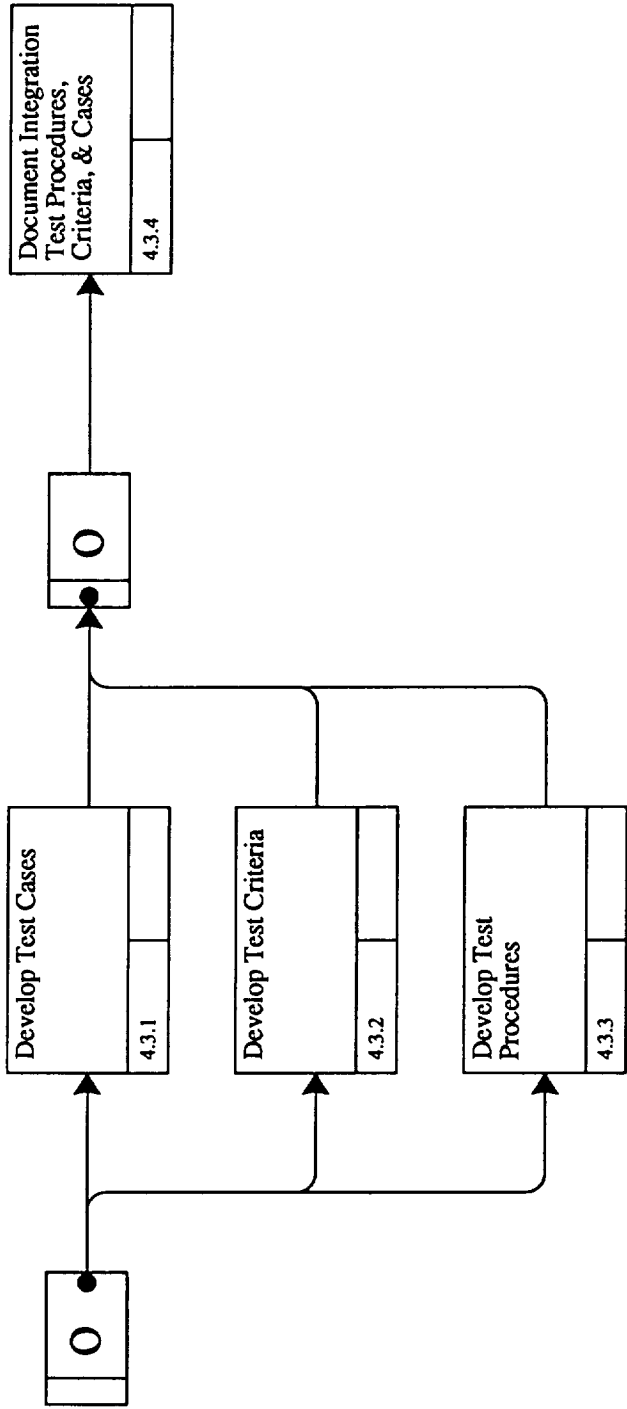 O
Develop Test Cases
4.3.1
Develop Test Criteria
4.3.2
Develop Test
Procedures
4.3.3
O
Document Integration
Test Procedures,
Criteria, & Cases
4.3.4